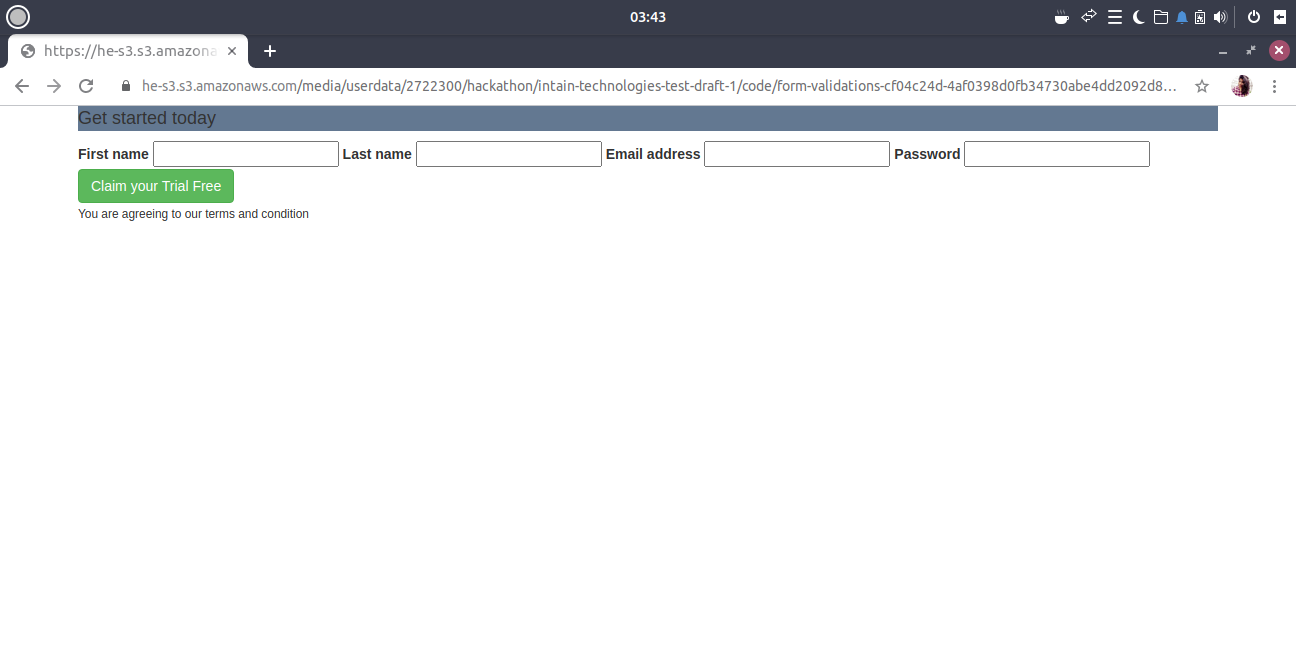 03:43
https://he-s3.s3.amazona
he-s3.s3.amazonaws.com/media/userdata/2722300/hackathon/intain-technologies-test-draft-1/code/form-validations-cf04c24d-4af0398d0fb34730abe4dd2092d8...
Get started today
First name Last name Email address Password
Claim your Trial Free
You are agreeing to our terms and condition